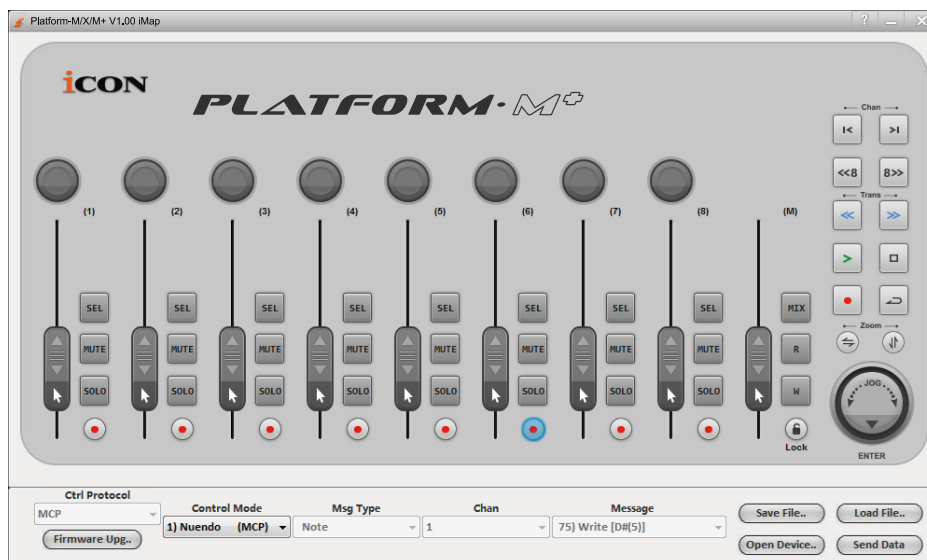 Platform-M/X/M+ V1.00 iMap
? _ X
iCON
PLATFORM·M+
Chan
I< >I
<<8 8>>
Trans
<< >>
(1) (2) (3) (4) (5) (6) (7) (8) (M)
>
SEL SEL SEL SEL SEL SEL SEL SEL MIX
Zoom
MUTE MUTE MUTE MUTE MUTE MUTE MUTE MUTE R
SOLO SOLO SOLO SOLO SOLO SOLO SOLO SOLO W
JOG
Lock
ENTER
Ctrl Protocol
MCP
Firmware Upg..
Control Mode
1) Nuendo (MCP)
Msg Type
Note
Chan
1
Message
75) Write [D#(5)]
Save File..
Load File..
Open Device..
Send Data